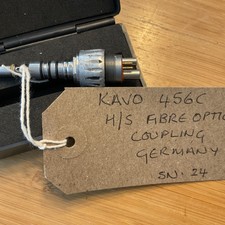 KAVO 456C
H/S FIBRE OPTIC
COUPLING
GERMANY
SN. 24